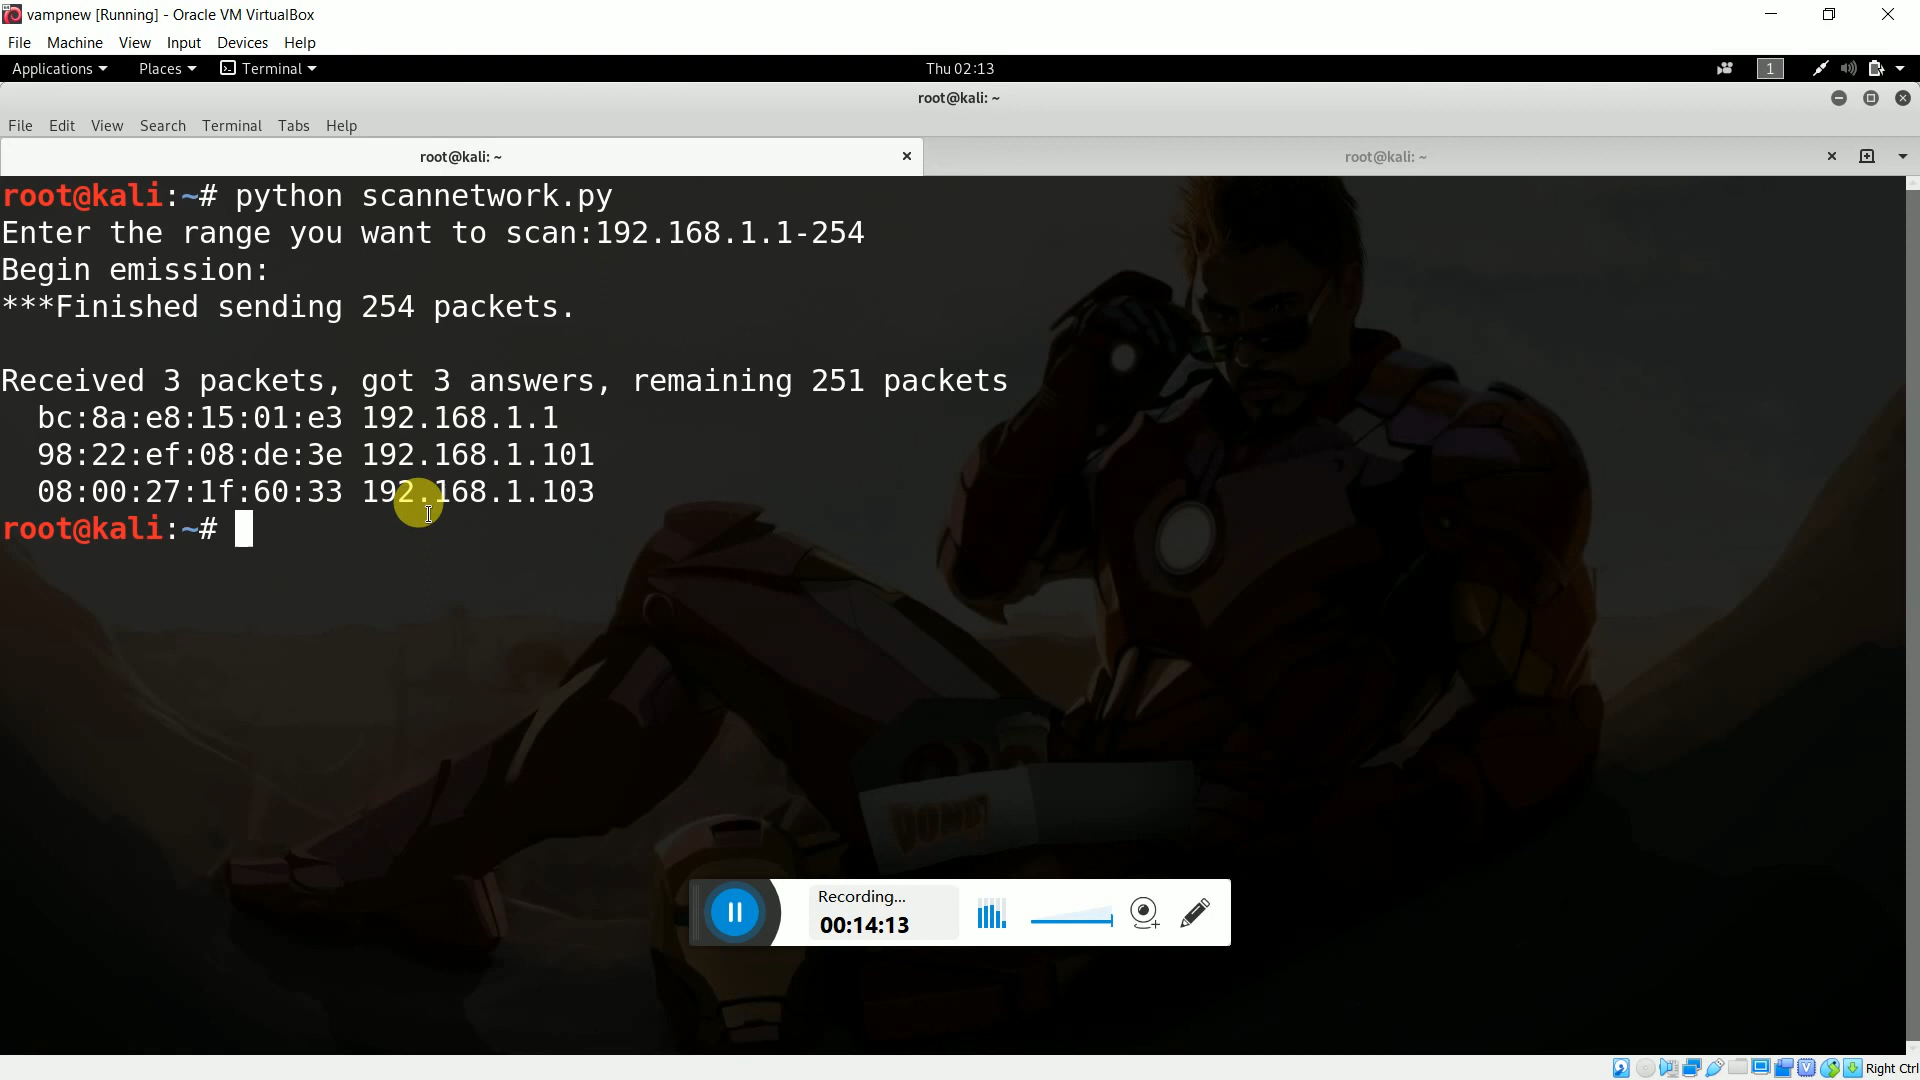 vampnew [Running] - Oracle VM VirtualBox
File Machine View Input Devices Help
Applications Places Terminal Thu 02:13 1
root@kali: ~
File Edit View Search Terminal Tabs Help
root@kali: ~ root@kali: ~
root@kali:~# python scannetwork.py
Enter the range you want to scan:192.168.1.1-254
Begin emission:
***Finished sending 254 packets.
Received 3 packets, got 3 answers, remaining 251 packets
bc:8a:e8:15:01:e3 192.168.1.1
98:22:ef:08:de:3e 192.168.1.101
08:00:27:1f:60:33 192.168.1.103
root@kali:~#
Recording...
00:14:13
Right Ctrl